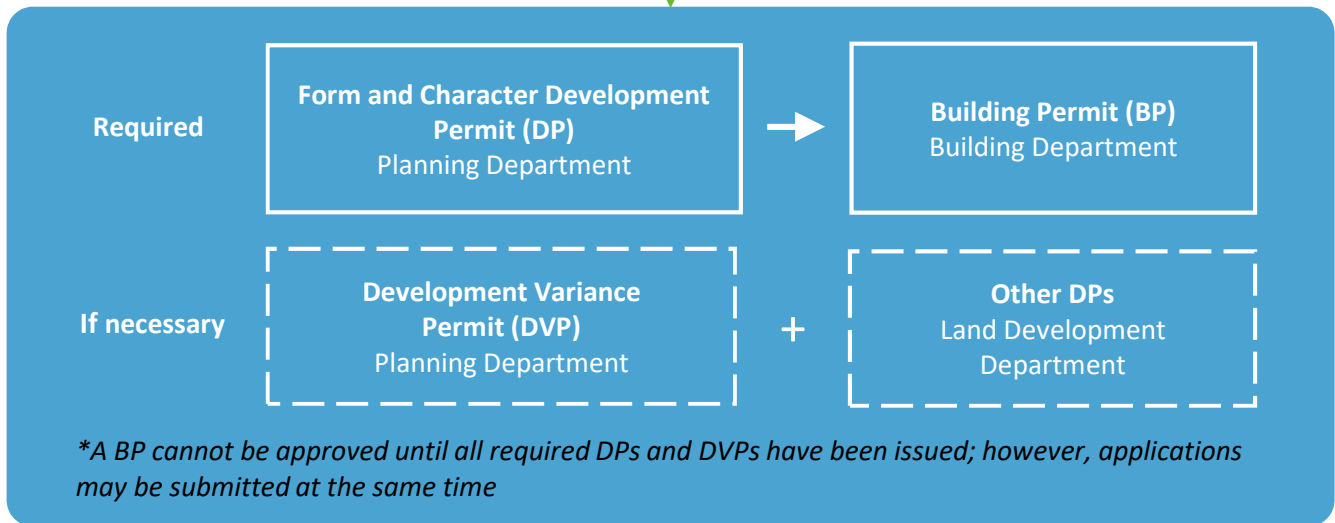 Required
Form and Character Development
Permit (DP)
Planning Department
Building Permit (BP)
Building Department
If necessary
Development Variance
Permit (DVP)
Planning Department
+
Other DPs
Land Development
Department
*A BP cannot be approved until all required DPs and DVPs have been issued; however, applications
may be submitted at the same time